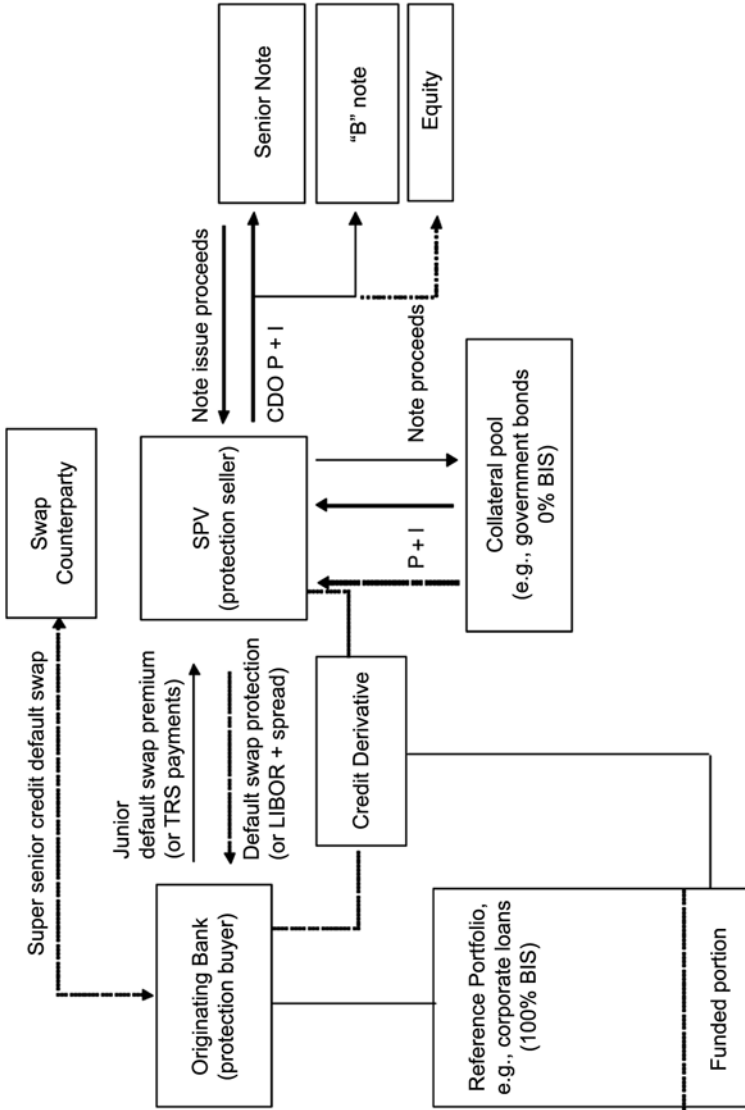 Super senior credit default swap
Swap
Counterparty
Originating Bank
(protection buyer)
Junior
default swap premium
(or TRS payments)
Default swap protection
(or LIBOR + spread)
SPV
(protection seller)
Note issue proceeds
CDO P + I
Senior Note
“B” note
Equity
Credit Derivative
P + I
Note proceeds
Reference Portfolio,
e.g., corporate loans
(100% BIS)
Funded portion
Collateral pool
(e.g., government bonds
0% BIS)